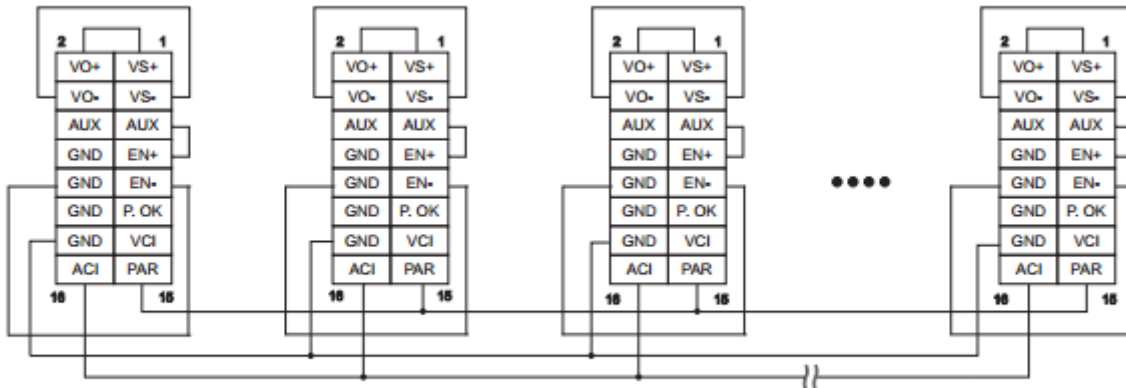 2 1 2 1 2 1 2 1
VO+ VS+ VO+ VS+ VO+ VS+ VO+ VS+
VO- VS- VO- VS- VO- VS- VO- VS-
AUX AUX AUX AUX AUX AUX AUX AUX
GND EN+ GND EN+ GND EN+ GND EN+
GND EN- GND EN- GND EN- GND EN-
GND P. OK GND P. OK GND P. OK GND P. OK
GND VCI GND VCI GND VCI GND VCI
ACI PAR ACI PAR ACI PAR ACI PAR
16 15 16 15 16 15 16 15